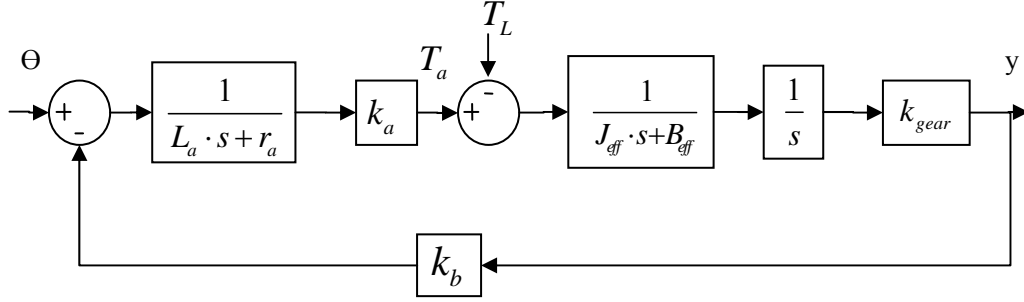 T_L
ϴ
T_a
y
+
-
1
L_a · s + r_a
k_a
+
-
1
J_eff · s+B_eff
1
s
k_gear
k_b